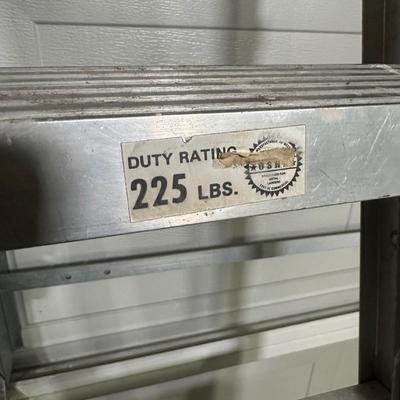 DUTY RATING
225 LBS.
OSHA